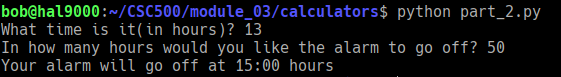 bob@hal9000:~/CSC500/module_03/calculators$ python part_2.py
What time is it(in hours)? 13
In how many hours would you like the alarm to go off? 50
Your alarm will go off at 15:00 hours